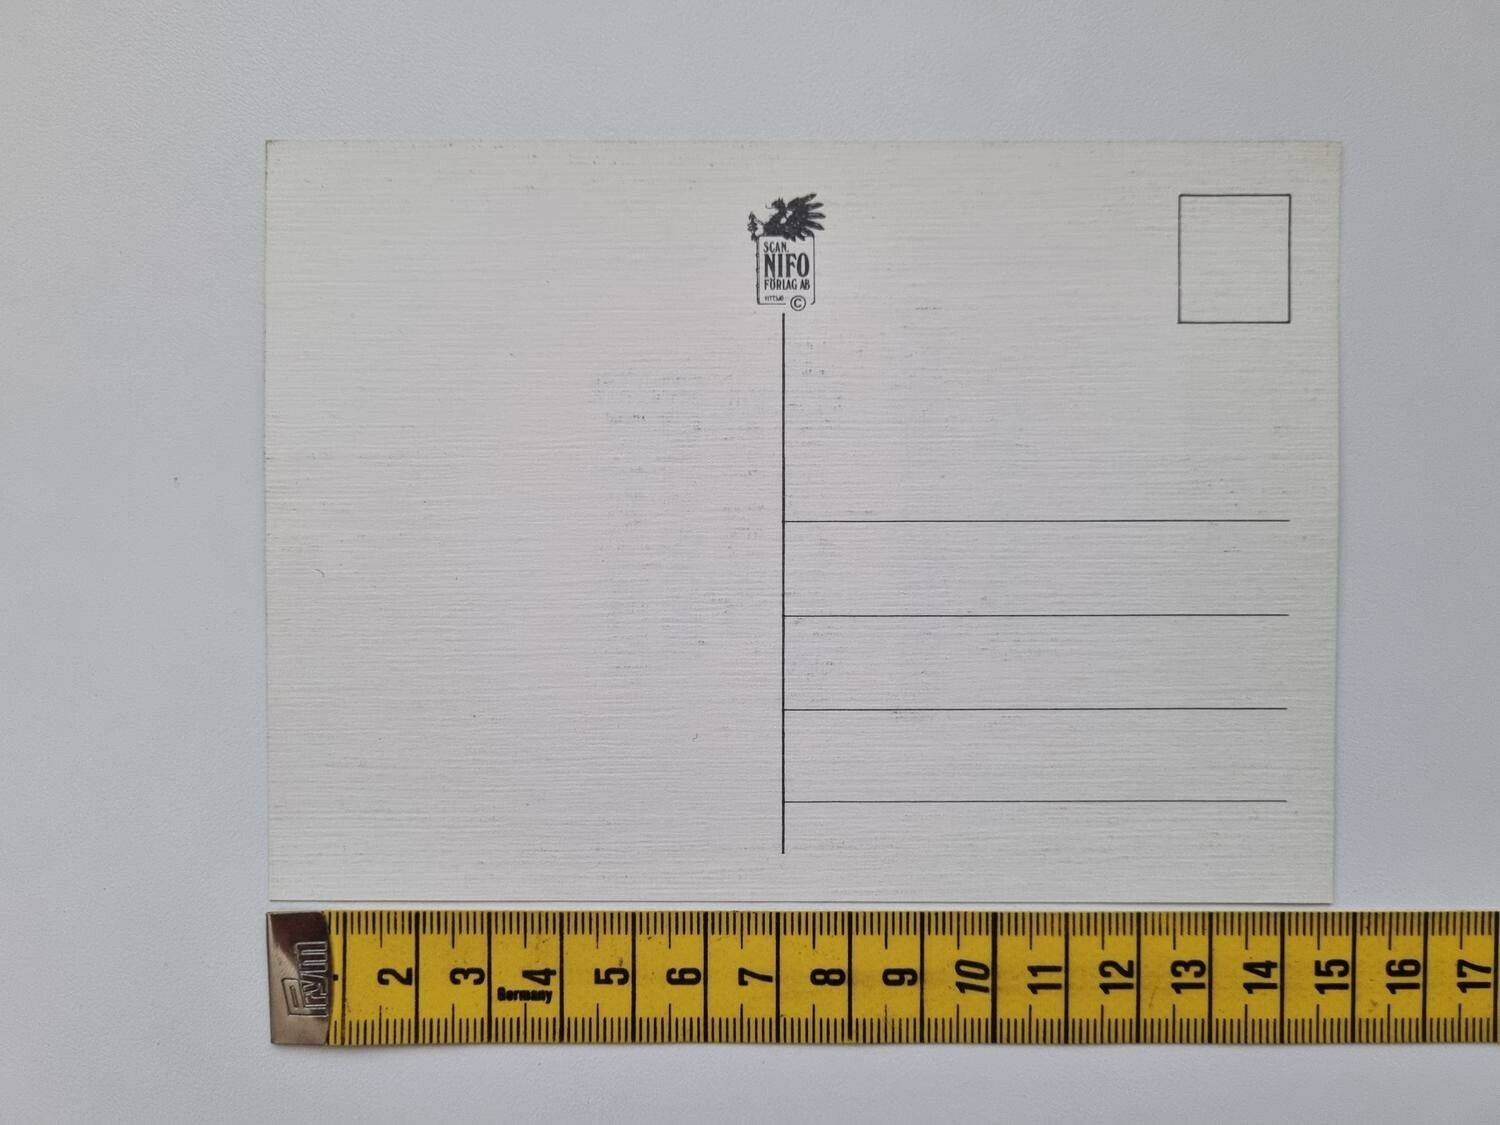 SCAN.
NIFO
FÖRLAG AB
©
Prym
2 3 4 5 6 7 8 9 10 11 12 13 14 15 16 17
Germany